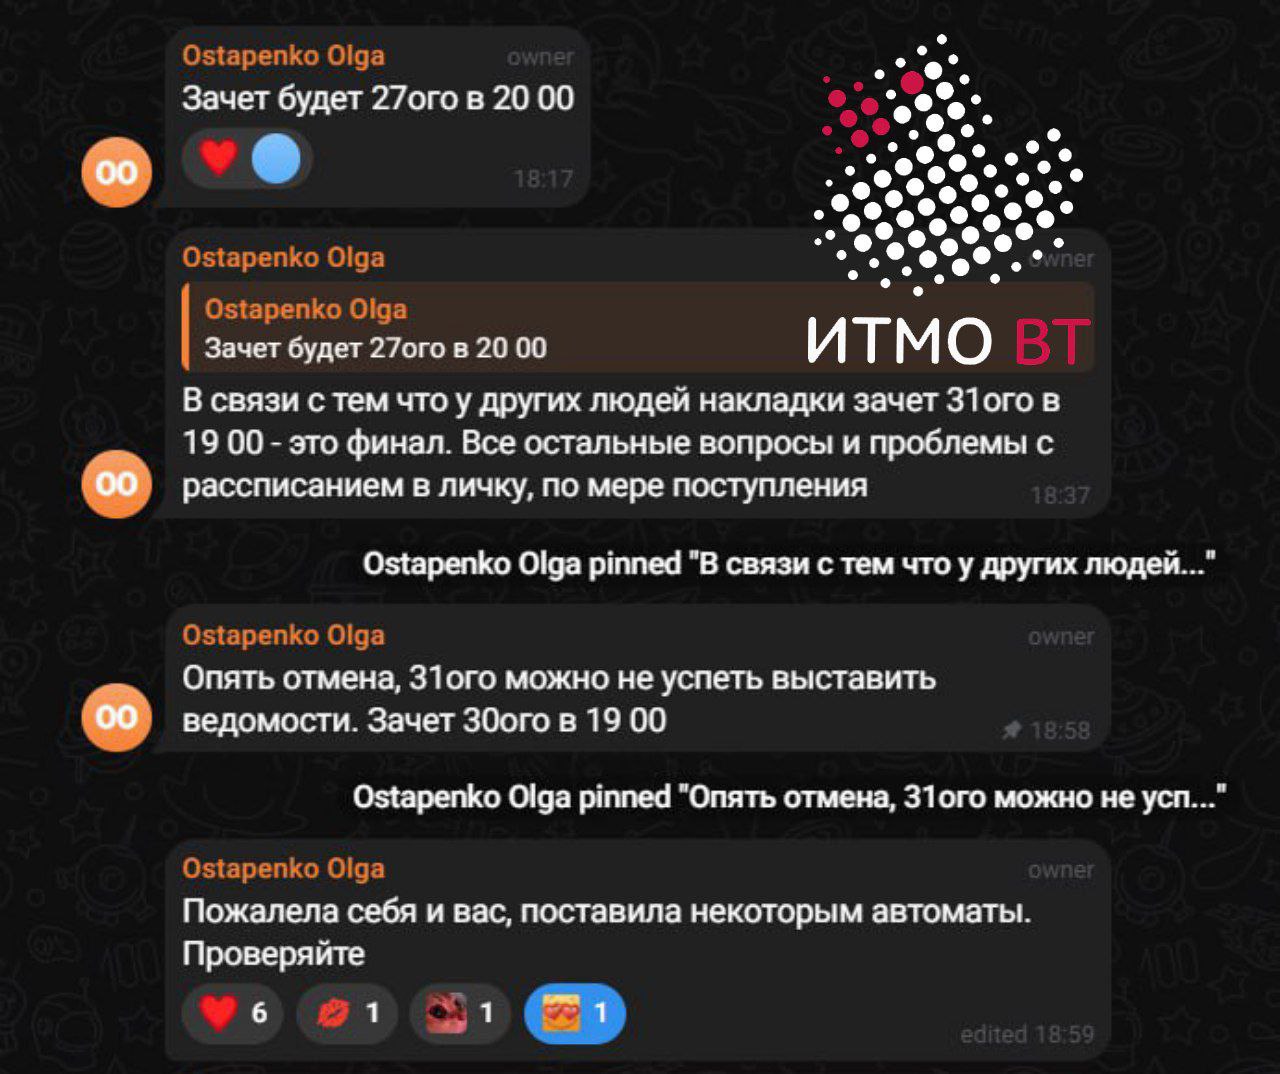 Ostapenko Olga owner
Зачет будет 27ого в 20 00
18:17
OO
ИТМО ВТ
Ostapenko Olga owner
Ostapenko Olga
Зачет будет 27ого в 20 00
В связи с тем что у других людей накладки зачет 31ого в
19 00 - это финал. Все остальные вопросы и проблемы с
рассписанием в личку, по мере поступления
18:37
OO
Ostapenko Olga pinned "В связи с тем что у других людей..."
Ostapenko Olga owner
Опять отмена, 31ого можно не успеть выставить
ведомости. Зачет 30ого в 19 00
18:58
OO
Ostapenko Olga pinned "Опять отмена, 31ого можно не усп..."
Ostapenko Olga owner
Пожалела себя и вас, поставила некоторым автоматы.
Проверяйте
6 1 1 1
edited 18:59